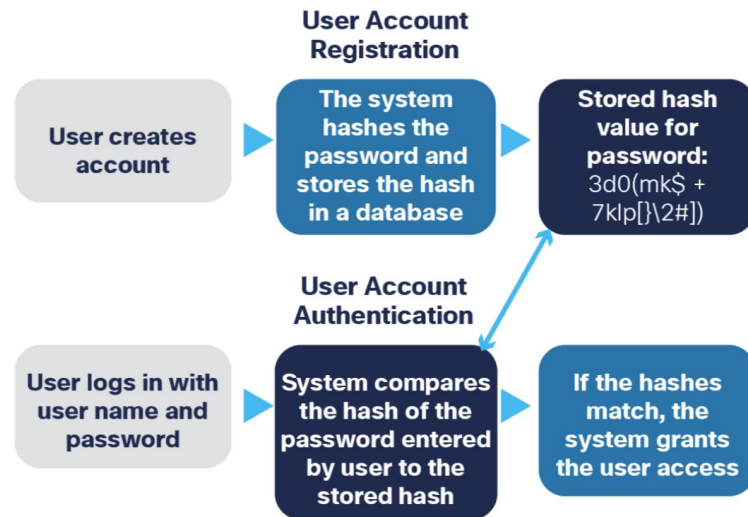 User Account
Registration
User creates
account
The system
hashes the
password and
stores the hash
in a database
Stored hash
value for
password:
3d0(mk$ +
7klp[}\2#])
User Account
Authentication
User logs in with
user name and
password
System compares
the hash of the
password entered
by user to the
stored hash
If the hashes
match, the
system grants
the user access